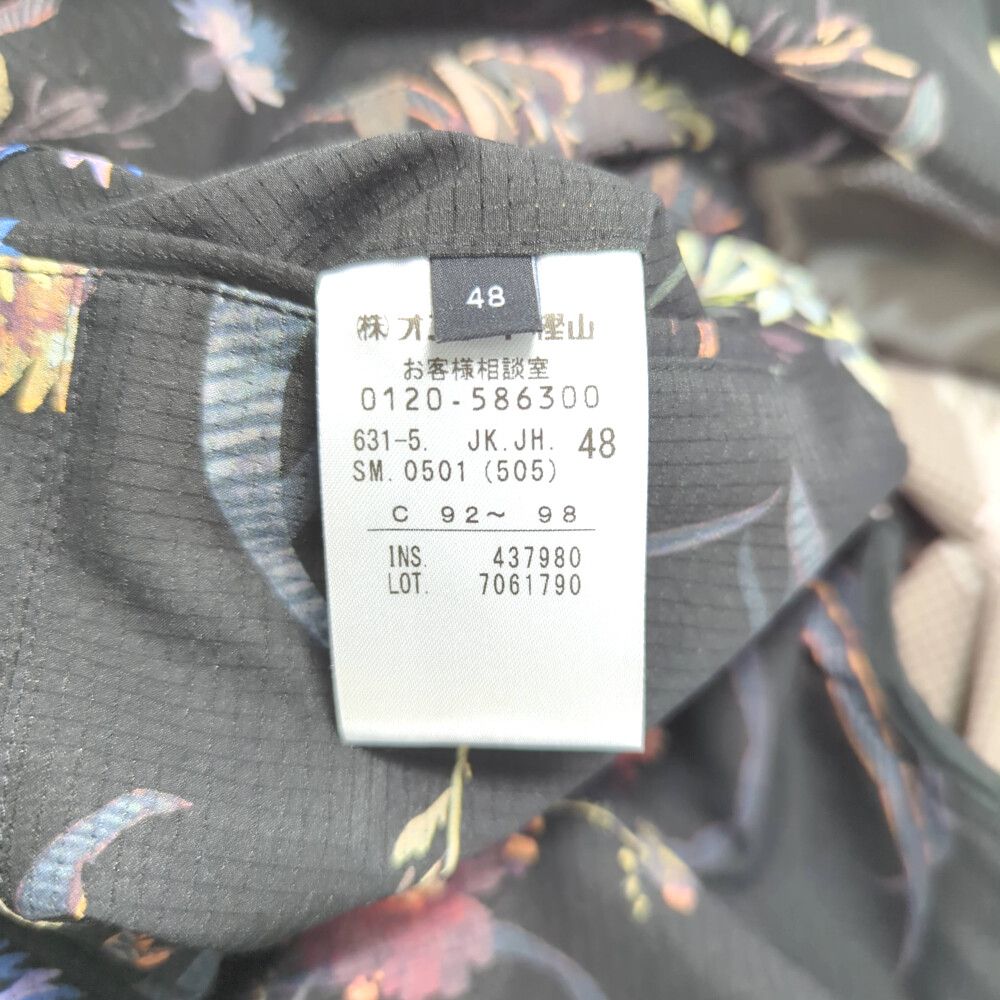 48
㈱オ 樫山
お客様相談室
0120-586300
631-5. JK.JH. 48
SM.0501(505)
C 92～ 98
INS. 437980
LOT. 7061790